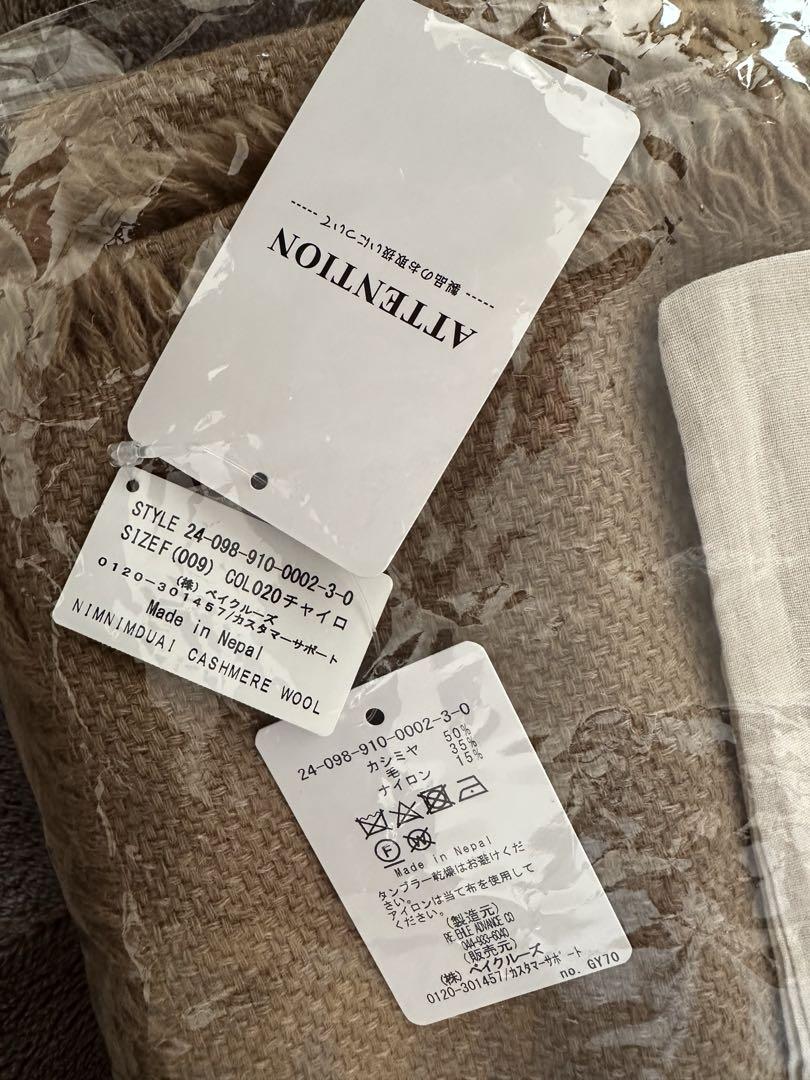 ATTENTION
----- 製品のお取扱いについて -----
STYLE 24-098-910-0002-3-0
SIZEF(009) COL020チャイロ
(株) ベイクルーズ
0120-301457/カスタマーサポート
Made in Nepal
NIMNIMDUAI CASHMERE WOOL
24-098-910-0002-3-0
カシミヤ 50%
毛 35%
ナイロン 15%
F W
Made in Nepal
タンブラー乾燥はお避けくだ
さい。
アイロンは当て布を使用して
ください。
(製造元)
044-933-6040
(販売元)
(株) ベイクルーズ
0120-301457/カスタマーサポート
no. GY70